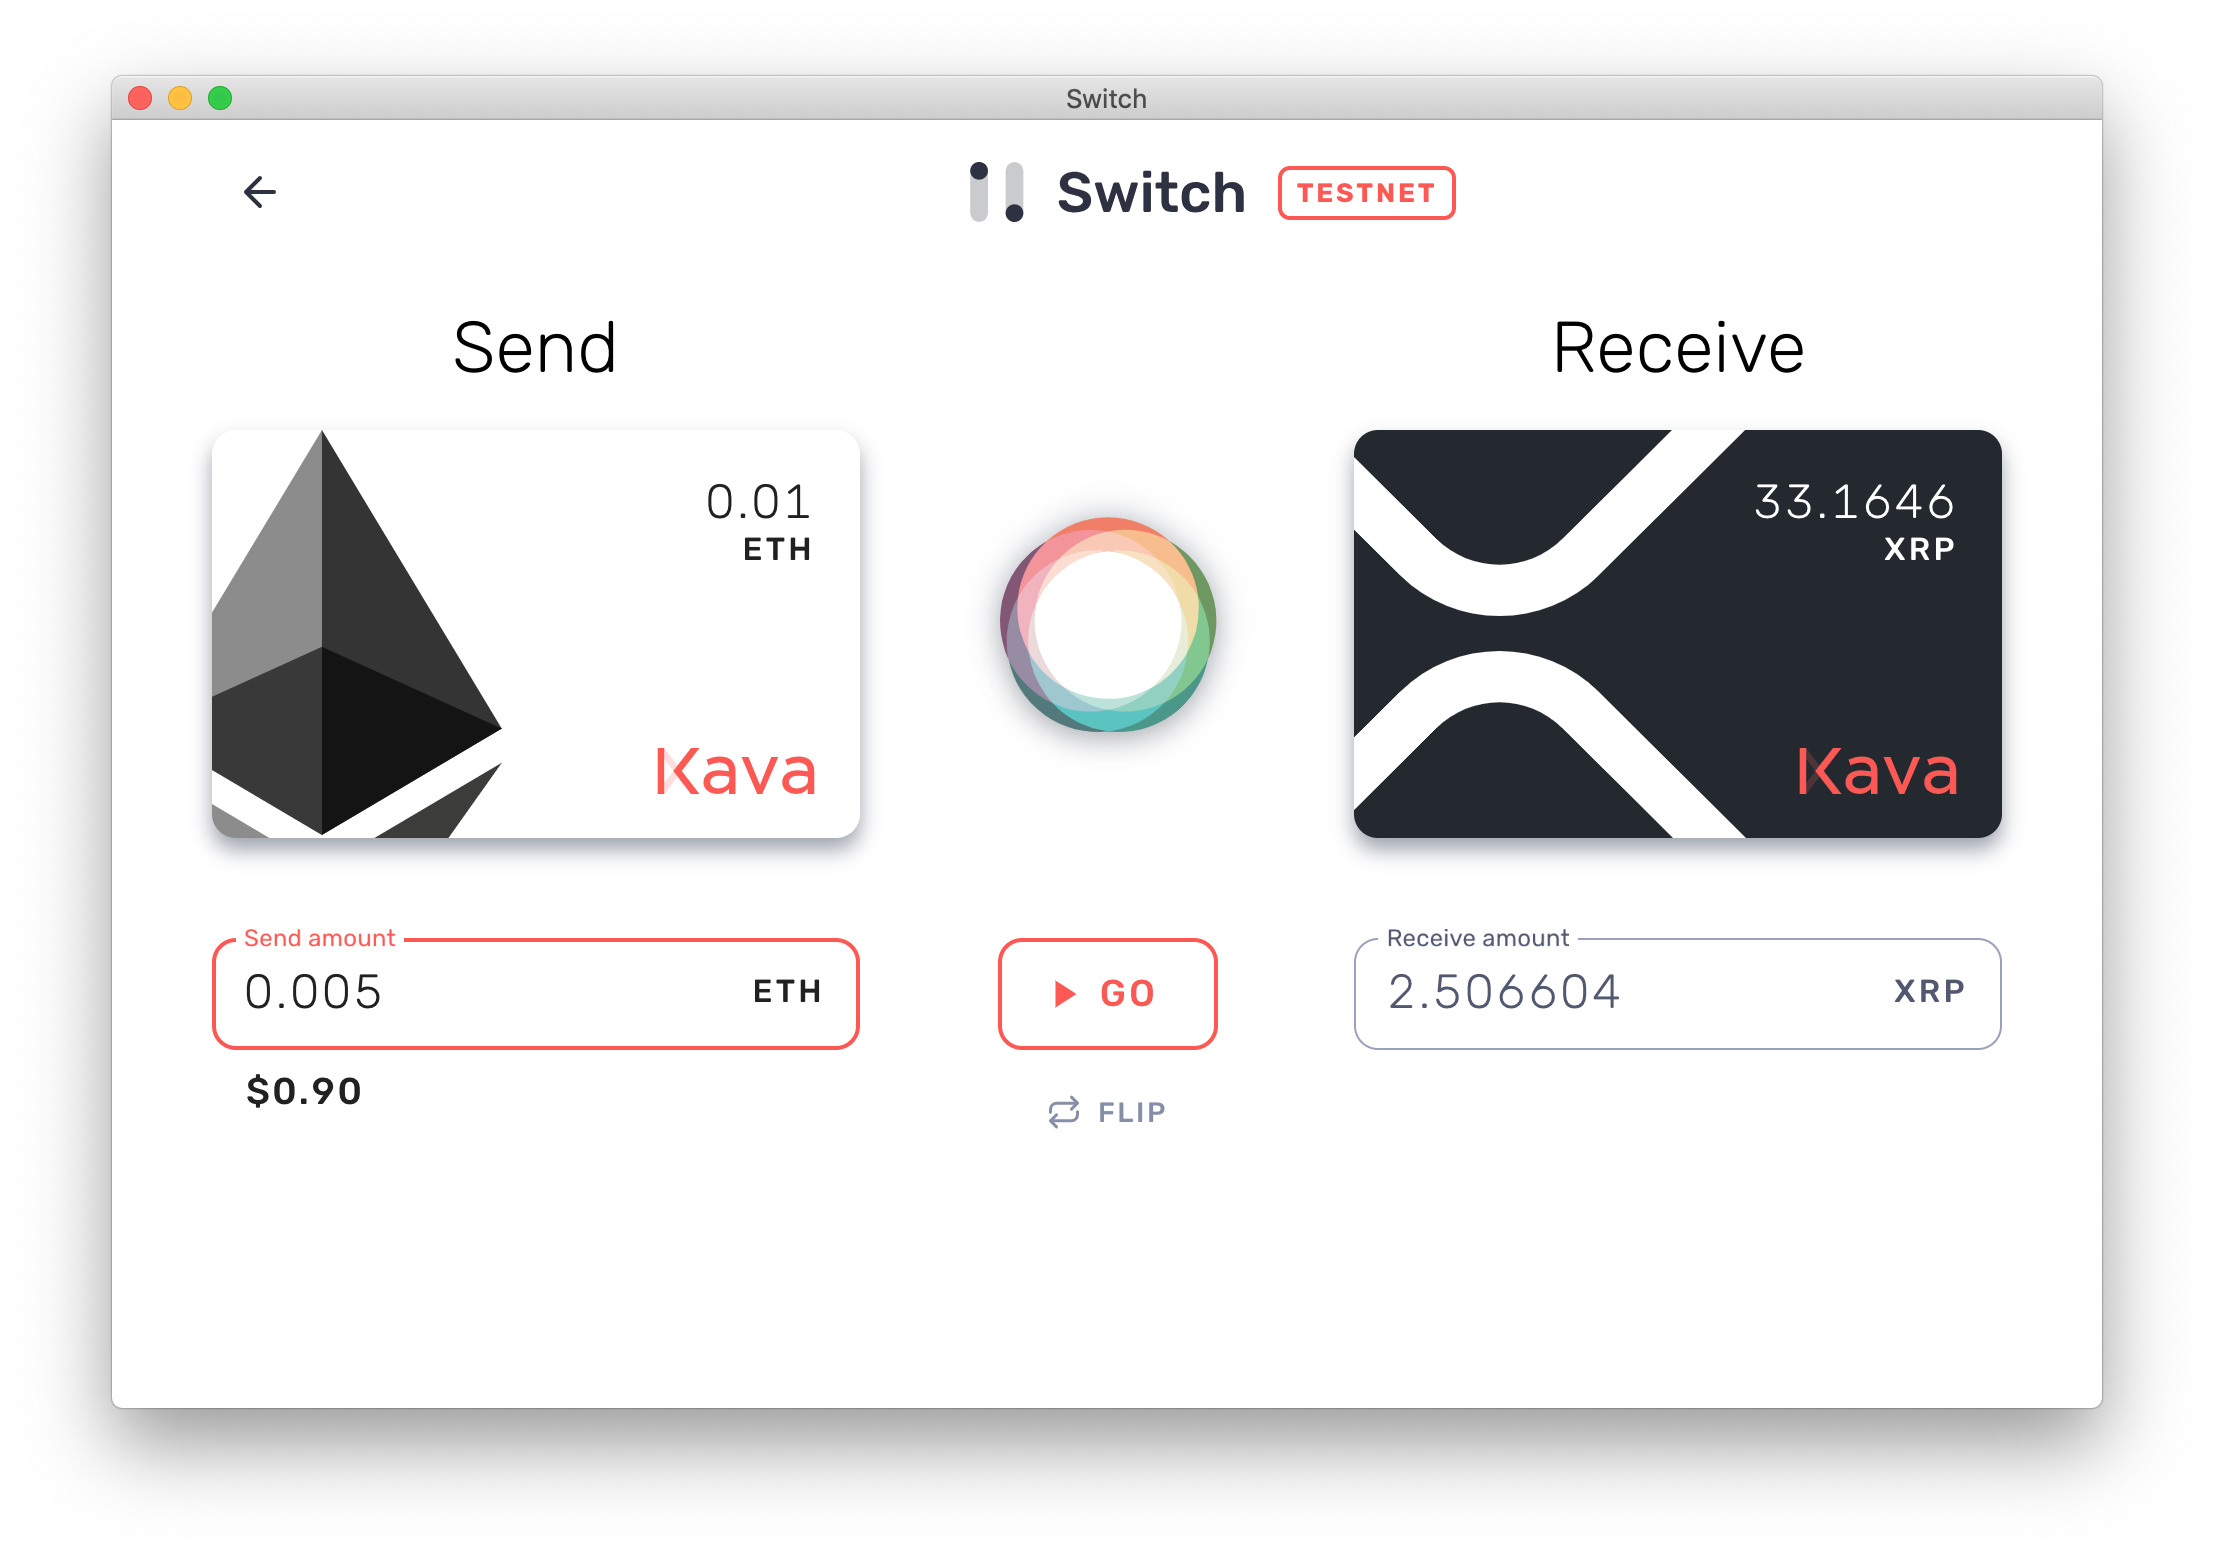 Switch
Switch
TESTNET
Send
Receive
0.01
ETH
Kava
33.1646
XRP
Kava
Send amount
0.005
ETH
$0.90
GO
FLIP
Receive amount
2.506604
XRP